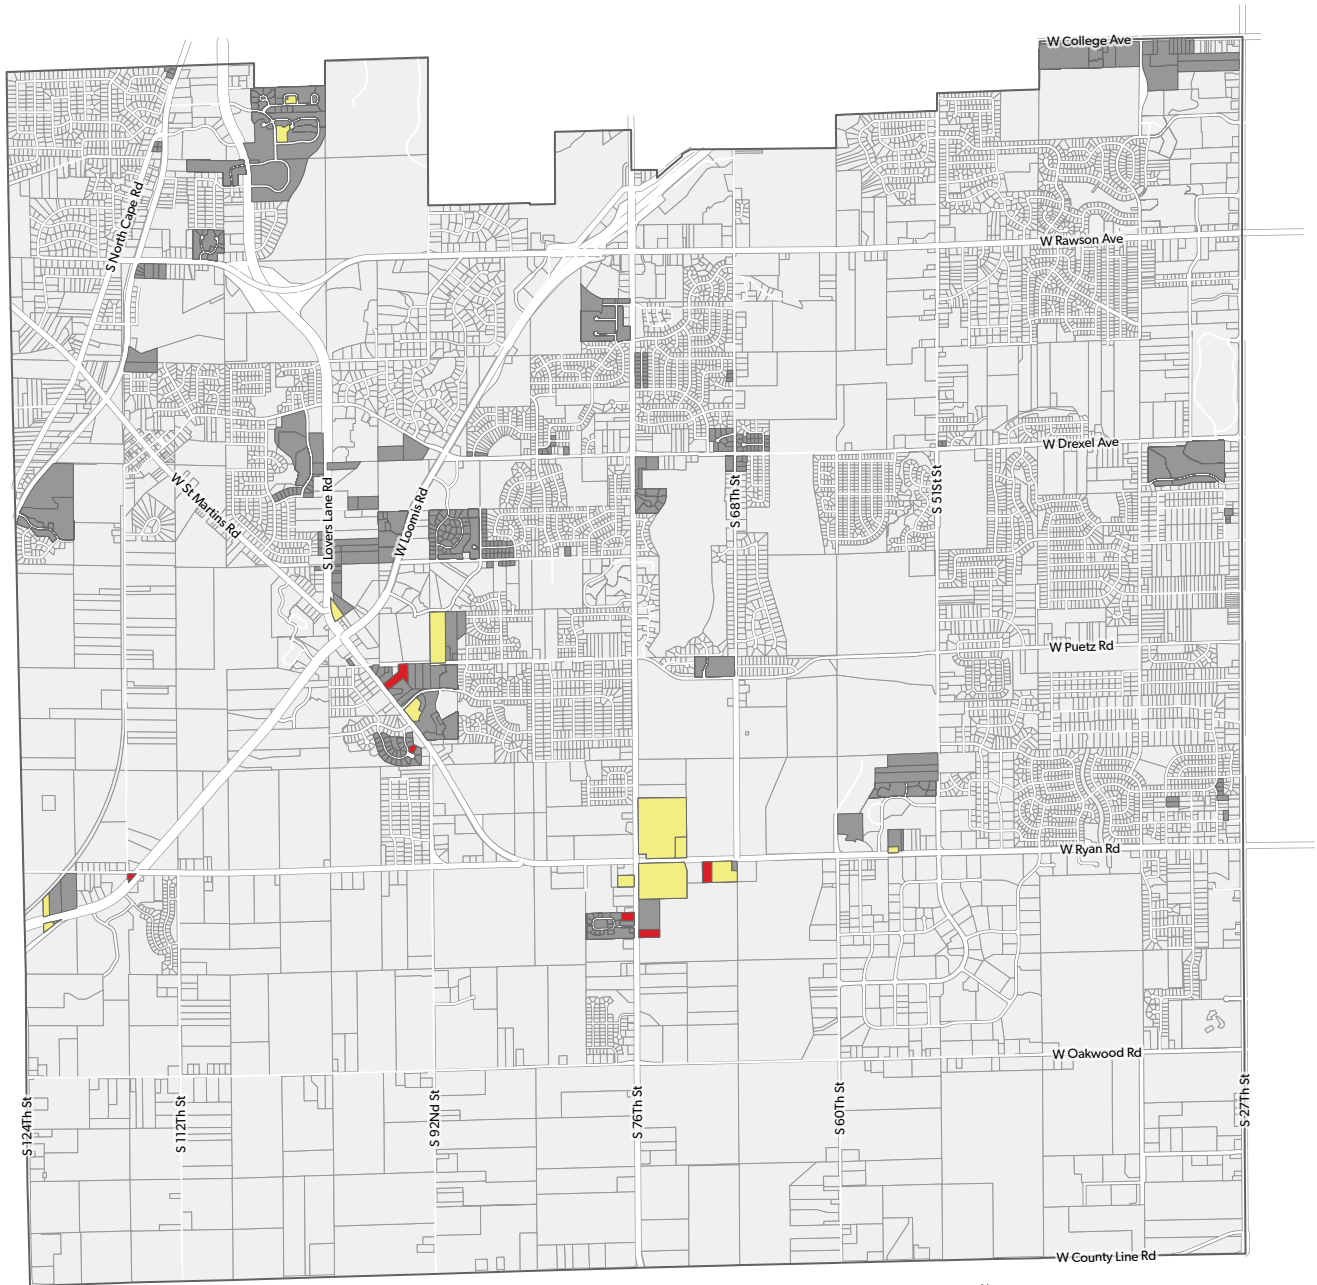 W College Ave
S North Cape Rd
W Rawson Ave
W Drexel Ave
W St Martins Rd
S Lovers Lane Rd
W Loomis Rd
S 68Th St
S 51St St
W Puetz Rd
W Ryan Rd
W Oakwood Rd
S 124Th St
S 112Th St
S 92Nd St
S 76Th St
S 60Th St
S 27Th St
W County Line Rd